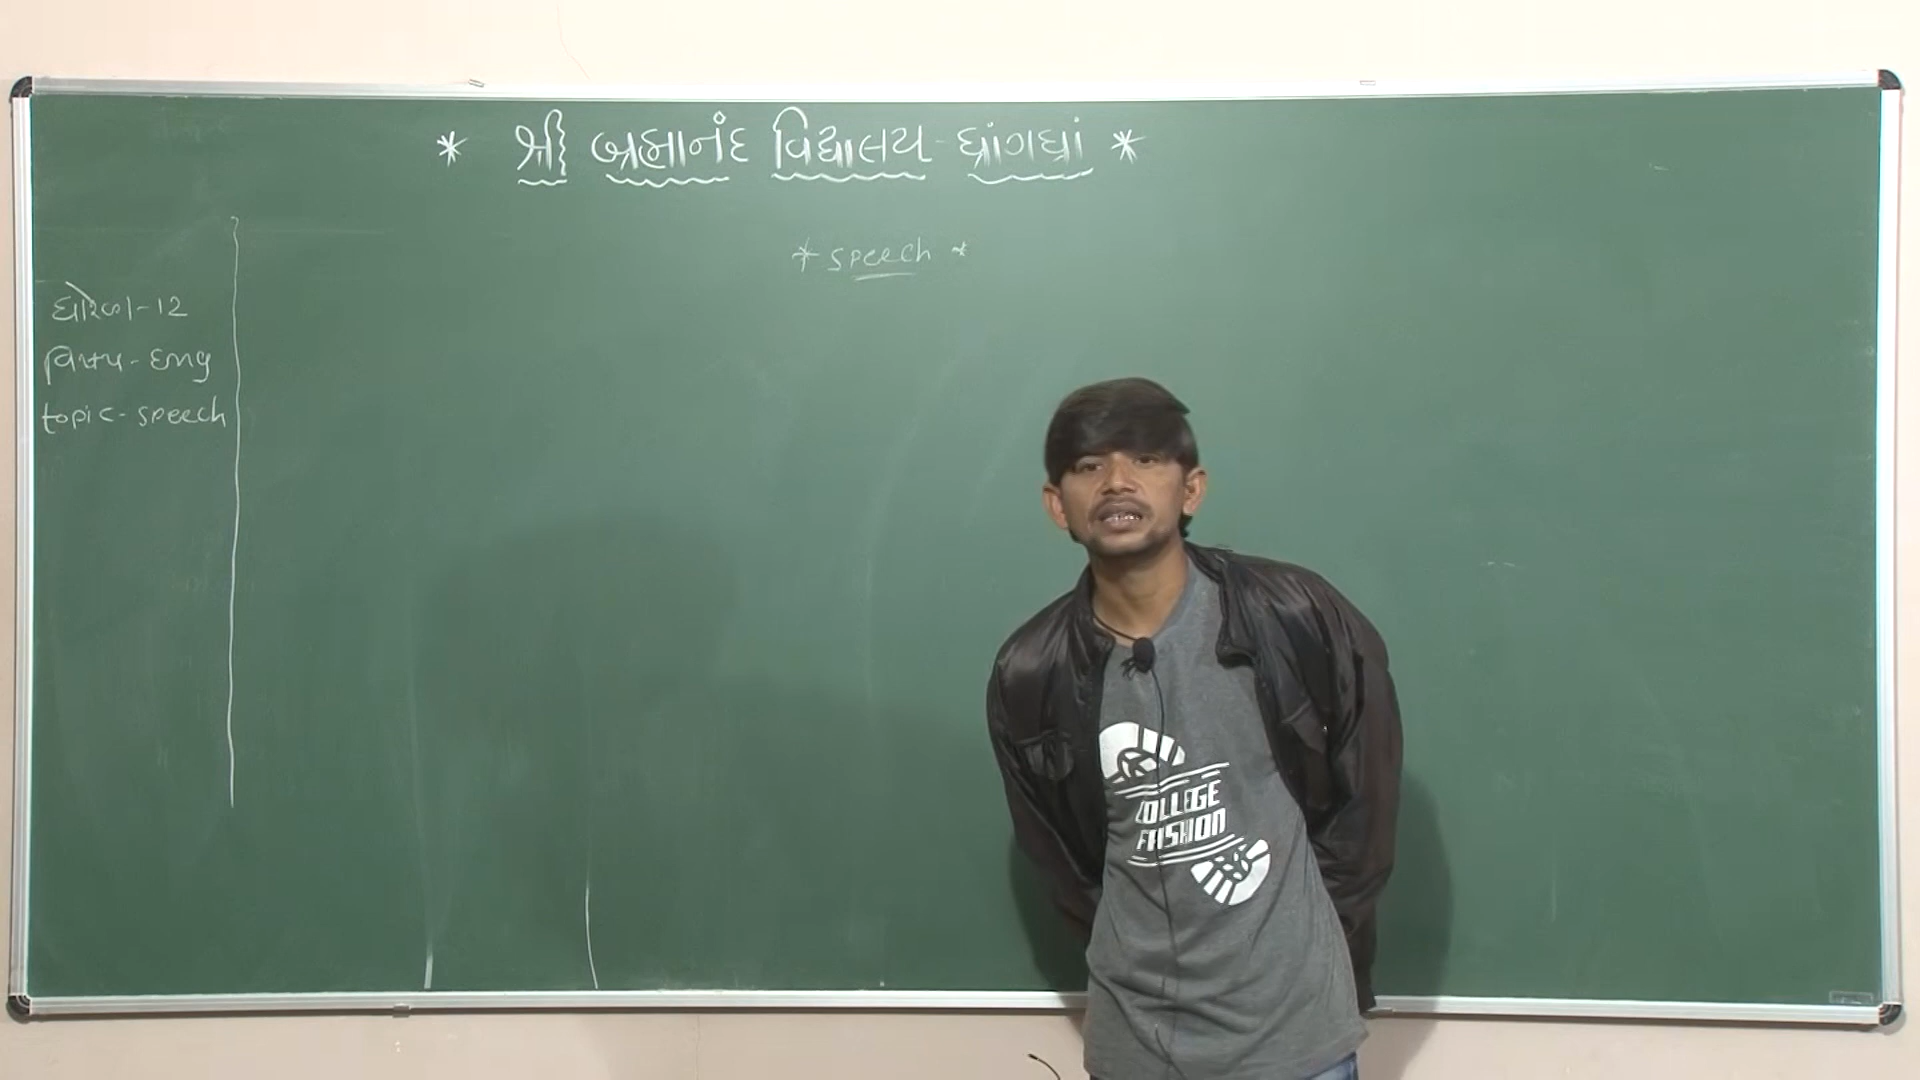 * શ્રી બ્રહ્માનંદ વિદ્યાલય - ધ્રાંગધ્રાં *
* speech *
ધોરણ-12
વિષય-Eng
topic-speech
COLLEGE
FASHION